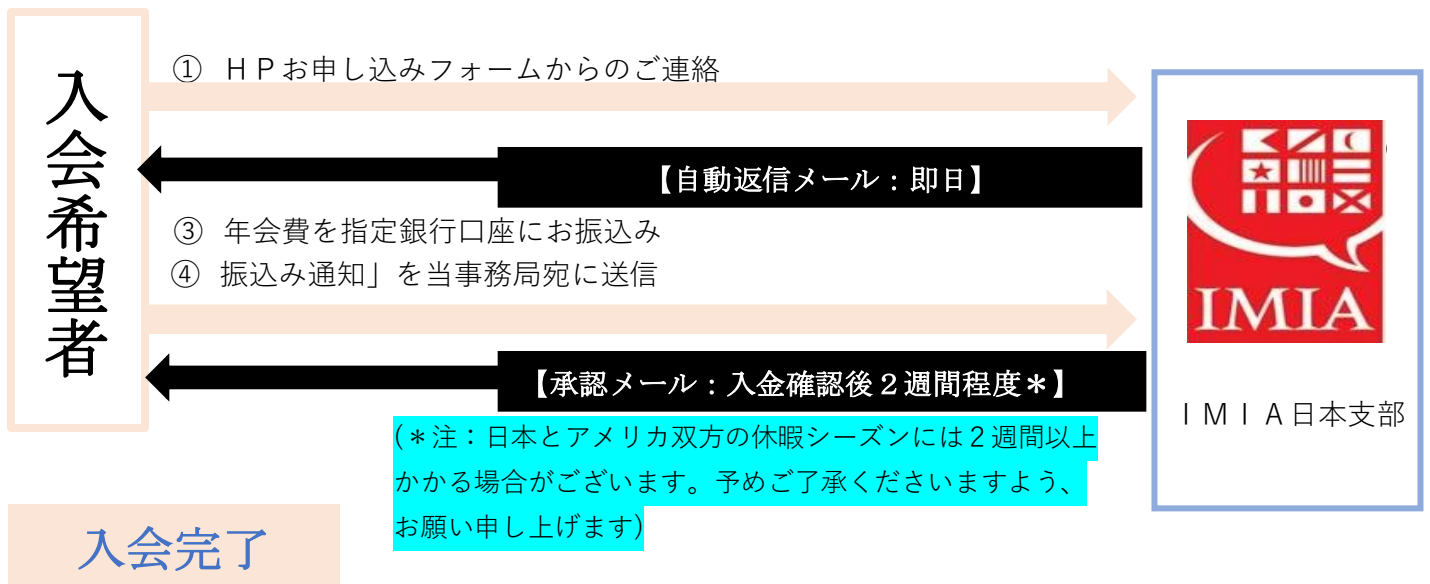 入会希望者
① ＨＰお申し込みフォームからのご連絡
【自動返信メール：即日】
③ 年会費を指定銀行口座にお振込み
④ 振込み通知」を当事務局宛に送信
【承認メール：入金確認後２週間程度＊】
(＊注：日本とアメリカ双方の休暇シーズンには２週間以上
かかる場合がございます。予めご了承くださいますよう、
お願い申し上げます)
IMIA
ＩＭＩＡ日本支部
入会完了